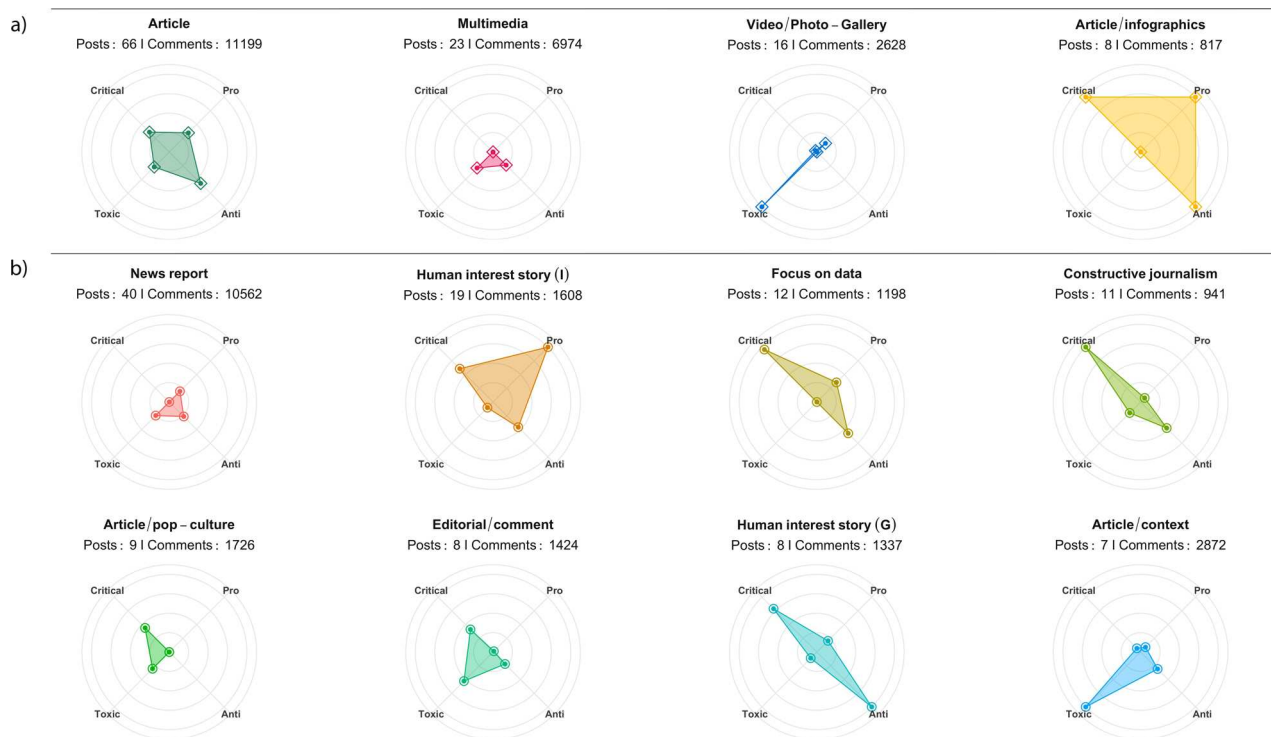 a)
Article
Posts : 66 | Comments : 11199
Critical
Pro
Toxic
Anti
Multimedia
Posts : 23 | Comments : 6974
Critical
Pro
Toxic
Anti
Video/Photo – Gallery
Posts : 16 | Comments : 2628
Critical
Pro
Toxic
Anti
Article/infographics
Posts : 8 | Comments : 817
Critical
Pro
Toxic
Anti
b)
News report
Posts : 40 | Comments : 10562
Critical
Pro
Toxic
Anti
Human interest story (I)
Posts : 19 | Comments : 1608
Critical
Pro
Toxic
Anti
Focus on data
Posts : 12 | Comments : 1198
Critical
Pro
Toxic
Anti
Constructive journalism
Posts : 11 | Comments : 941
Critical
Pro
Toxic
Anti
Article/pop – culture
Posts : 9 | Comments : 1726
Critical
Pro
Toxic
Anti
Editorial/comment
Posts : 8 | Comments : 1424
Critical
Pro
Toxic
Anti
Human interest story (G)
Posts : 8 | Comments : 1337
Critical
Pro
Toxic
Anti
Article/context
Posts : 7 | Comments : 2872
Critical
Pro
Toxic
Anti